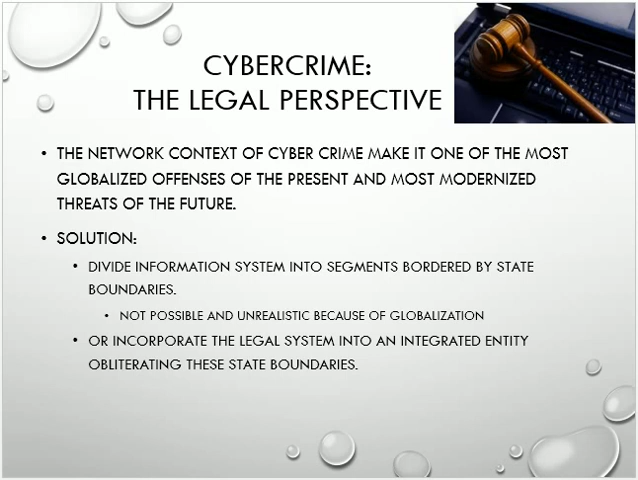 CYBERCRIME:
THE LEGAL PERSPECTIVE
• THE NETWORK CONTEXT OF CYBER CRIME MAKE IT ONE OF THE MOST
GLOBALIZED OFFENSES OF THE PRESENT AND MOST MODERNIZED
THREATS OF THE FUTURE.
• SOLUTION:
• DIVIDE INFORMATION SYSTEM INTO SEGMENTS BORDERED BY STATE
BOUNDARIES.
• NOT POSSIBLE AND UNREALISTIC BECAUSE OF GLOBALIZATION
• OR INCORPORATE THE LEGAL SYSTEM INTO AN INTEGRATED ENTITY
OBLITERATING THESE STATE BOUNDARIES.